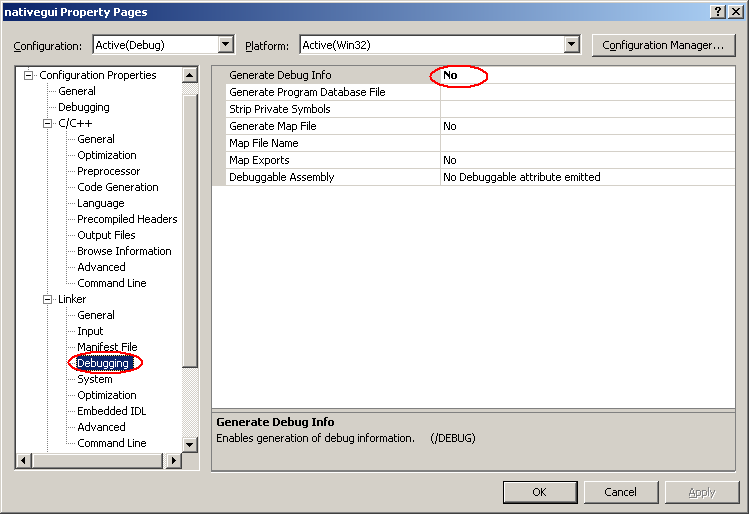 nativegui Property Pages
Configuration: Active(Debug) Platform: Active(Win32) Configuration Manager...
Configuration Properties
General
Debugging
C/C++
General
Optimization
Preprocessor
Code Generation
Language
Precompiled Headers
Output Files
Browse Information
Advanced
Command Line
Linker
General
Input
Manifest File
Debugging
System
Optimization
Embedded IDL
Advanced
Command Line
Generate Debug Info No
Generate Program Database File
Strip Private Symbols
Generate Map File No
Map File Name
Map Exports No
Debuggable Assembly No Debuggable attribute emitted
Generate Debug Info
Enables generation of debug information. (/DEBUG)
OK Cancel Apply